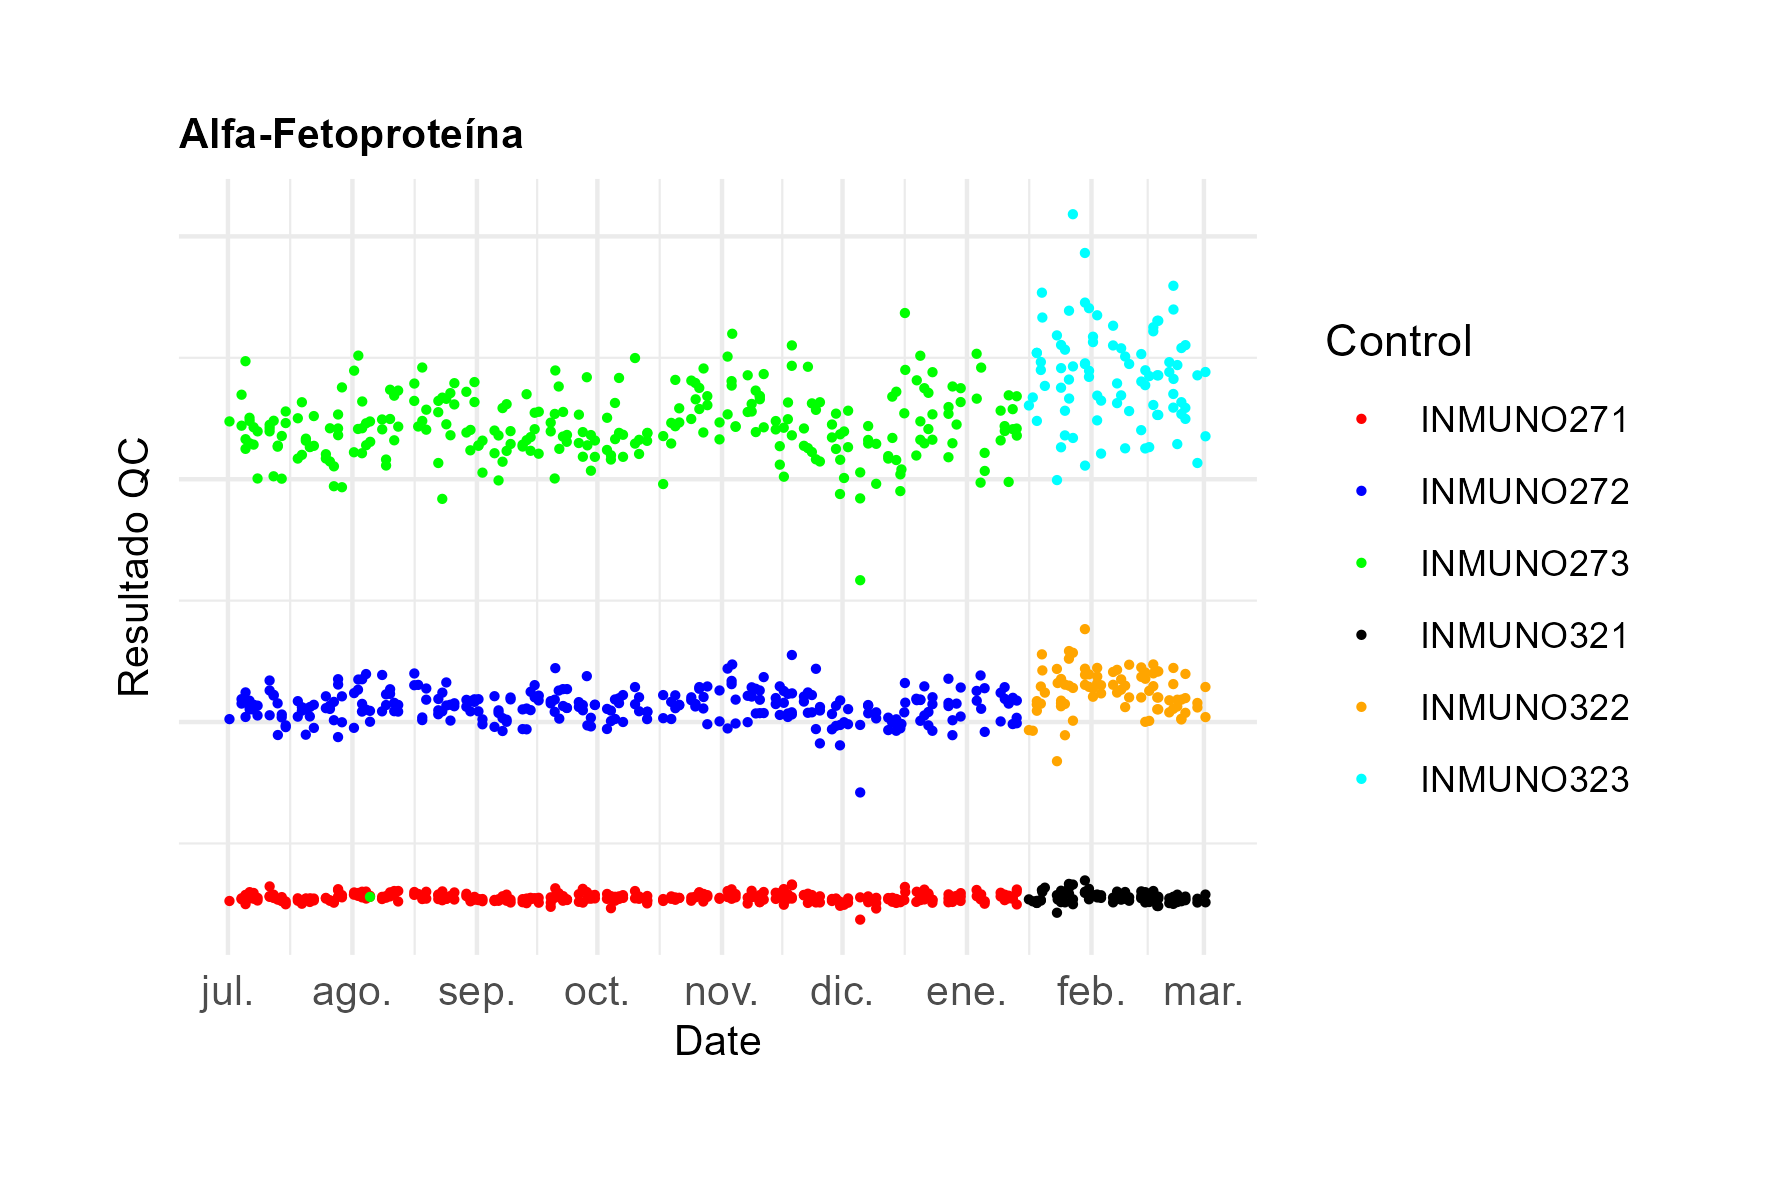 Alfa-Fetoproteína
Resultado QC
jul. ago. sep. oct. nov. dic. ene. feb. mar.
Date
Control
INMUNO271
INMUNO272
INMUNO273
INMUNO321
INMUNO322
INMUNO323